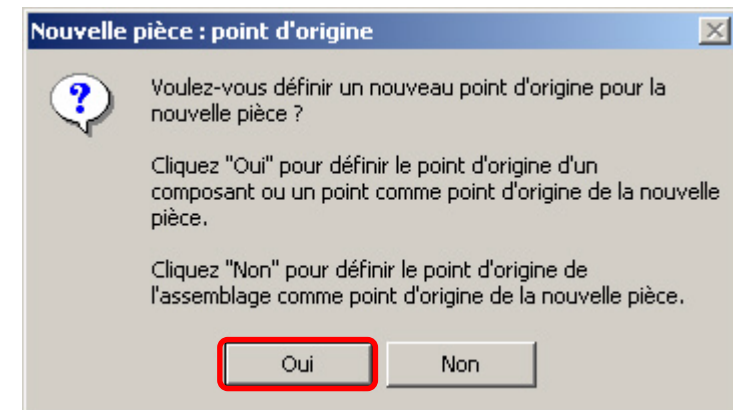 Nouvelle pièce : point d'origine
Voulez-vous définir un nouveau point d'origine pour la
nouvelle pièce ?
Cliquez "Oui" pour définir le point d'origine d'un
composant ou un point comme point d'origine de la nouvelle
pièce.
Cliquez "Non" pour définir le point d'origine de
l'assemblage comme point d'origine de la nouvelle pièce.
Oui
Non